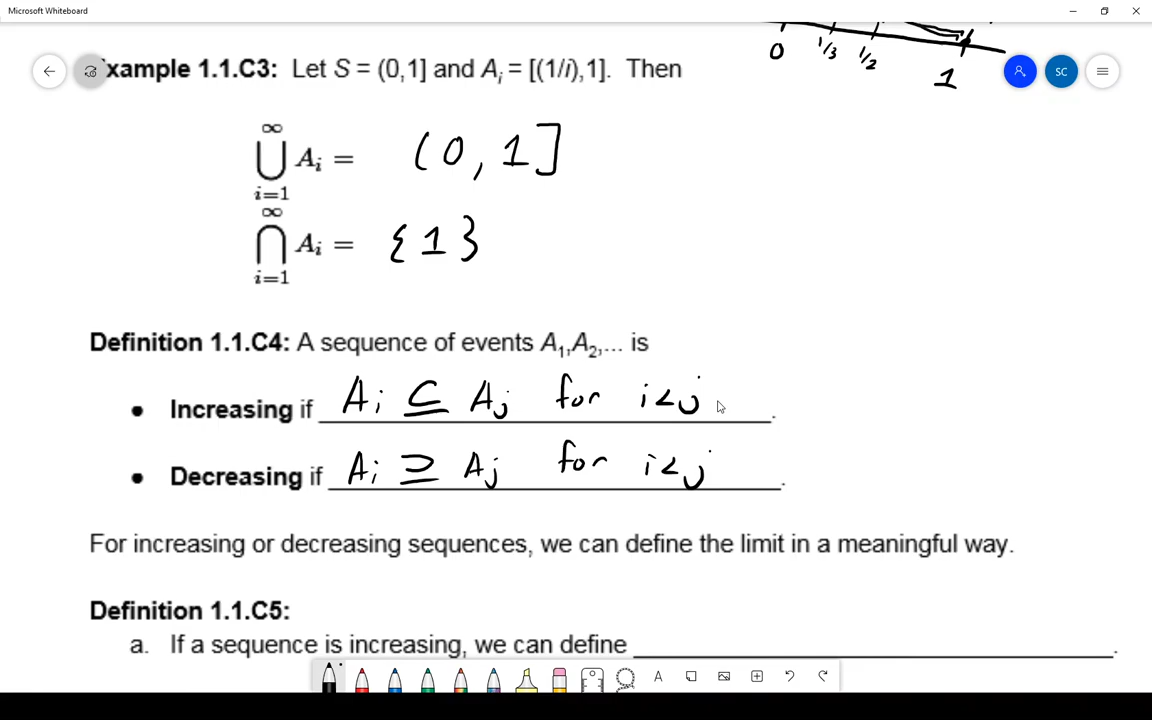 Microsoft Whiteboard
0 1/3 1/2 1
xample 1.1.C3: Let S = (0,1] and Aᵢ = [(1/i),1]. Then
SC
∞
⋃ Aᵢ = (0, 1]
i=1
∞
⋂ Aᵢ = {1}
i=1
Definition 1.1.C4: A sequence of events A₁,A₂,... is
• Increasing if Aᵢ ⊆ Aⱼ for i<j.
• Decreasing if Aᵢ ⊇ Aⱼ for i<j.
For increasing or decreasing sequences, we can define the limit in a meaningful way.
Definition 1.1.C5:
a. If a sequence is increasing, we can define ______.
A